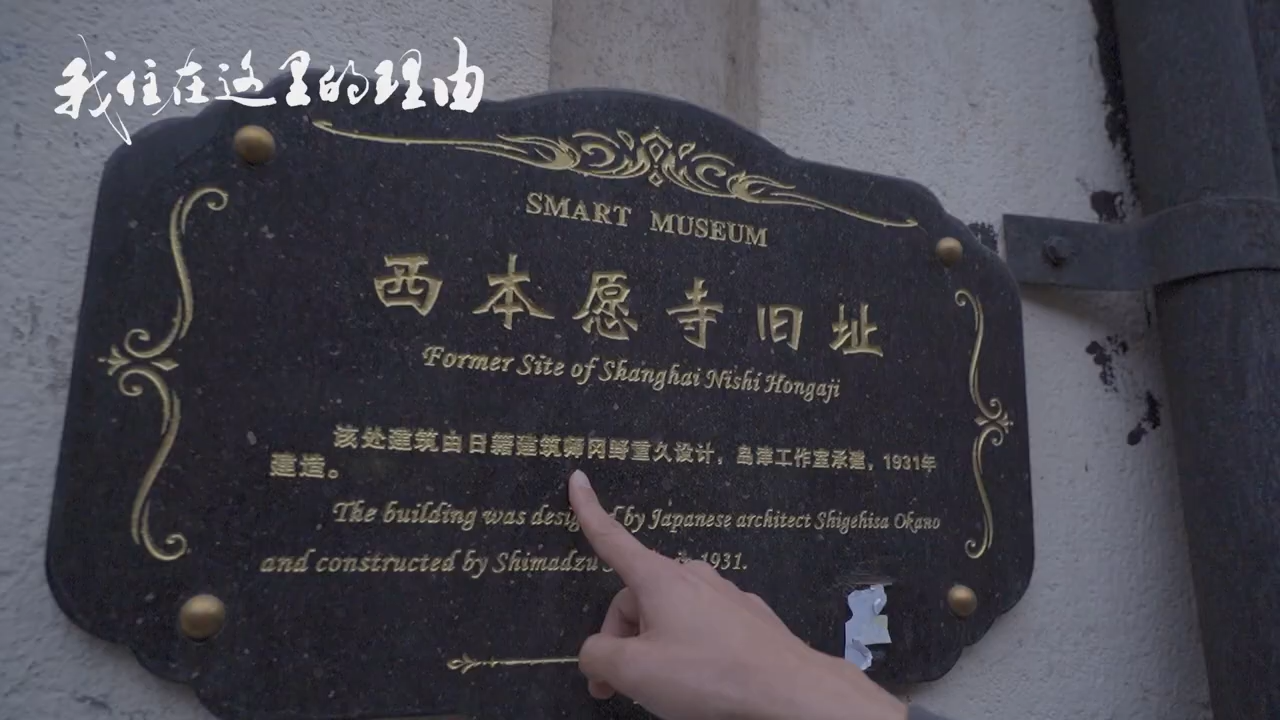 我住在这里的理由
SMART MUSEUM
西本愿寺旧址
Former Site of Shanghai Nishi Hongaji
该处建筑由日籍建筑师冈野重久设计，岛津工作室承建，1931年
建造。
The building was designed by Japanese architect Shigehisa Okano
and constructed by Shimadzu in 1931.